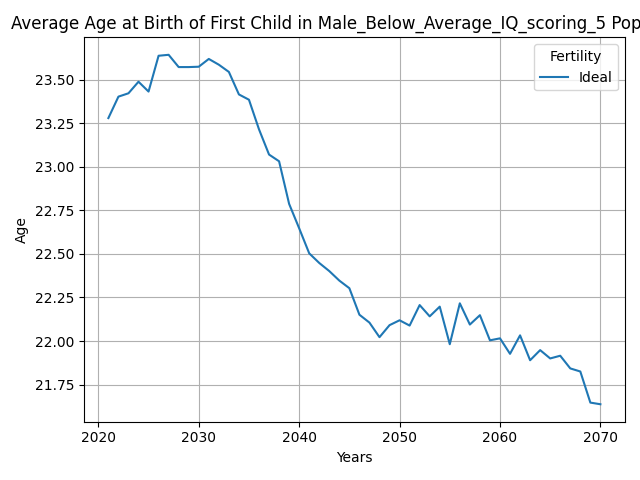 Average Age at Birth of First Child in Male_Below_Average_IQ_scoring_5 Pop
Fertility
Ideal
23.50
23.25
23.00
22.75
22.50
22.25
22.00
21.75
Age
2020 2030 2040 2050 2060 2070
Years